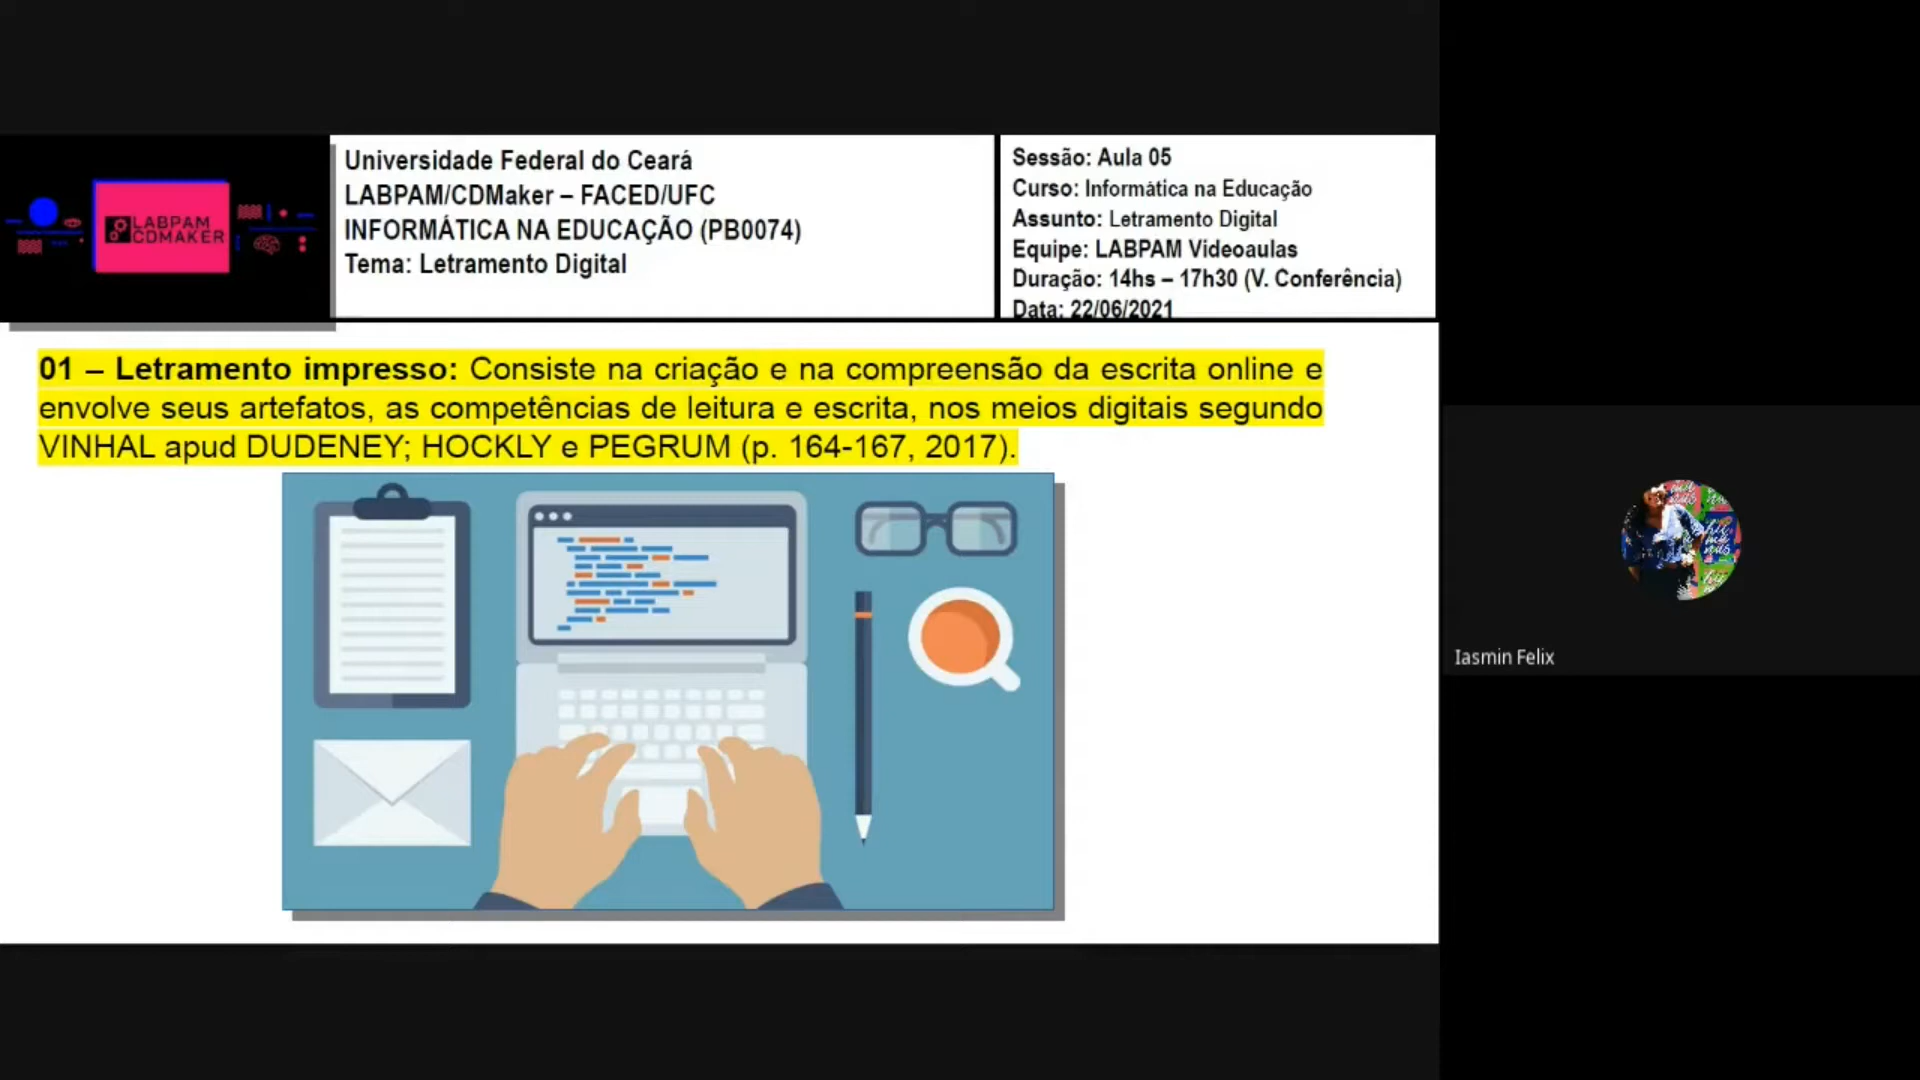 LABPAM
CDMAKER
Universidade Federal do Ceará
LABPAM/CDMaker – FACED/UFC
INFORMÁTICA NA EDUCAÇÃO (PB0074)
Tema: Letramento Digital
Sessão: Aula 05
Curso: Informática na Educação
Assunto: Letramento Digital
Equipe: LABPAM Videoaulas
Duração: 14hs – 17h30 (V. Conferência)
Data: 22/06/2021
01 – Letramento impresso: Consiste na criação e na compreensão da escrita online e
envolve seus artefatos, as competências de leitura e escrita, nos meios digitais segundo
VINHAL apud DUDENEY; HOCKLY e PEGRUM (p. 164-167, 2017).
Iasmin Felix